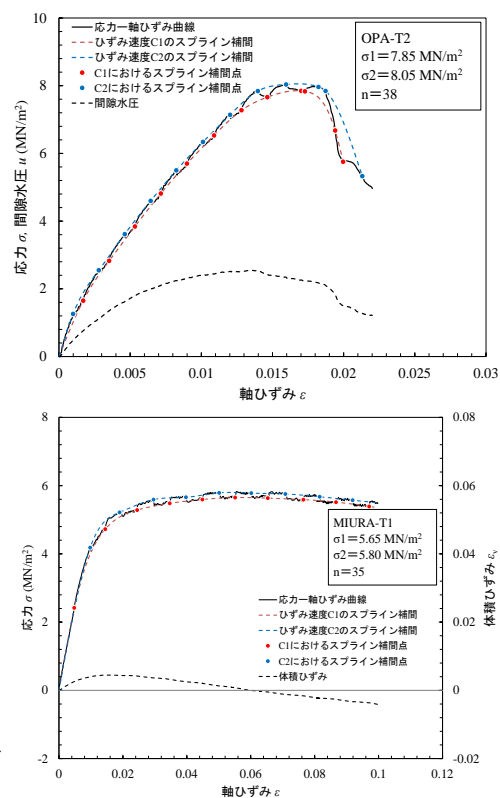 応力ー軸ひずみ曲線
ひずみ速度C1のスプライン補間
ひずみ速度C2のスプライン補間
C1におけるスプライン補間点
C2におけるスプライン補間点
間隙水圧
OPA-T2
σ1=7.85 MN/m²
σ2=8.05 MN/m²
n=38
応力 σ, 間隙水圧 u (MN/m²)
10
8
6
4
2
0
0 0.005 0.01 0.015 0.02 0.025 0.03
軸ひずみ ε
8
6
4
2
0
-2
応力 σ (MN/m²)
0.08
0.06
0.04
0.02
0
-0.02
体積ひずみ εv
MIURA-T1
σ1=5.65 MN/m²
σ2=5.80 MN/m²
n=35
応力ー軸ひずみ曲線
ひずみ速度C1のスプライン補間
ひずみ速度C2のスプライン補間
C1におけるスプライン補間点
C2におけるスプライン補間点
体積ひずみ
0 0.02 0.04 0.06 0.08 0.1 0.12
軸ひずみ ε